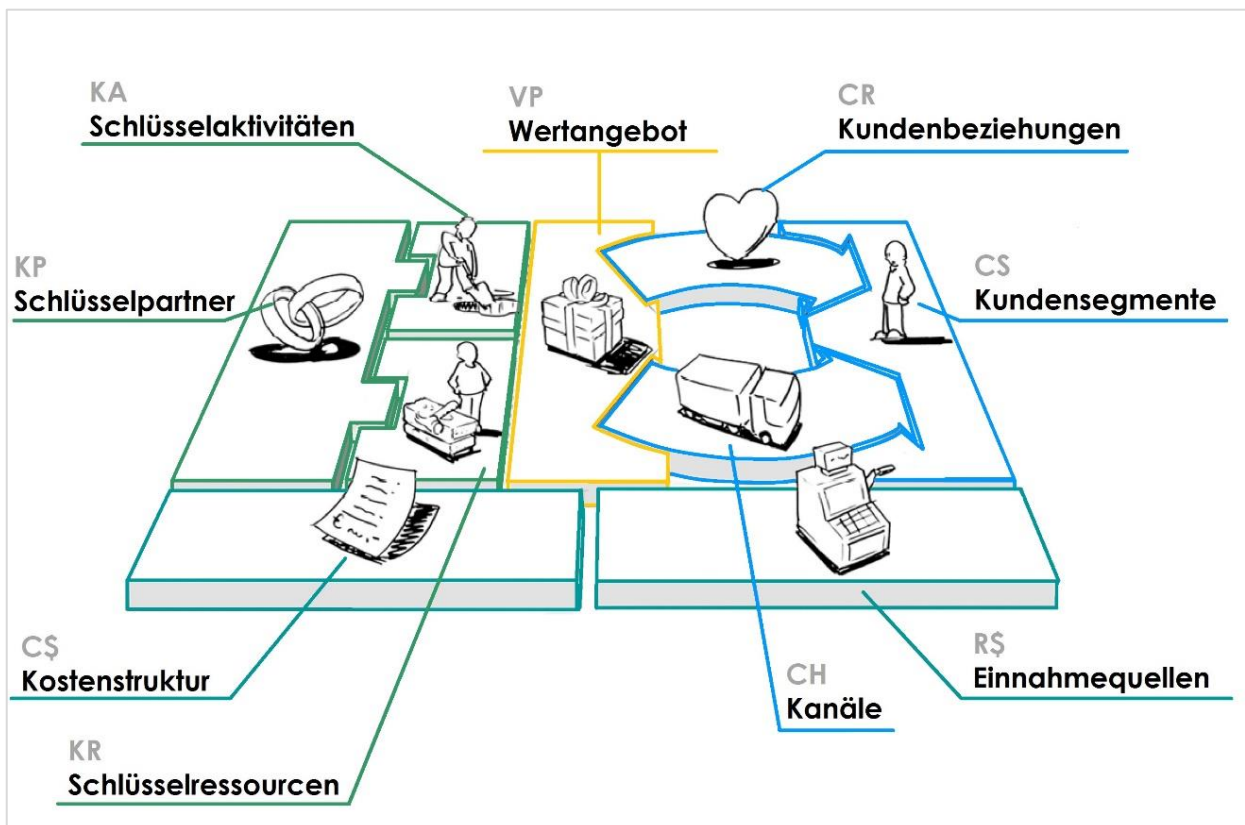 KA
Schlüsselaktivitäten
VP
Wertangebot
CR
Kundenbeziehungen
KP
Schlüsselpartner
CS
Kundensegmente
C$
Kostenstruktur
CH
Kanäle
R$
Einnahmequellen
KR
Schlüsselressourcen